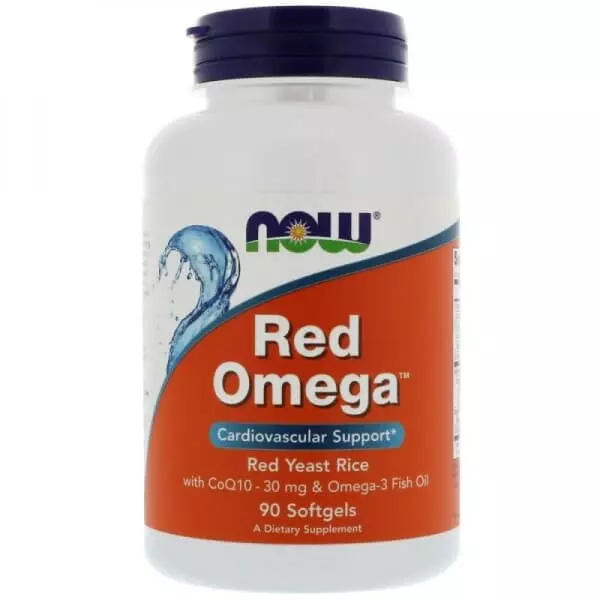 NOW®
Red
Omega™
Cardiovascular Support*
Red Yeast Rice
with CoQ10 - 30 mg & Omega-3 Fish Oil
90 Softgels
A Dietary Supplement